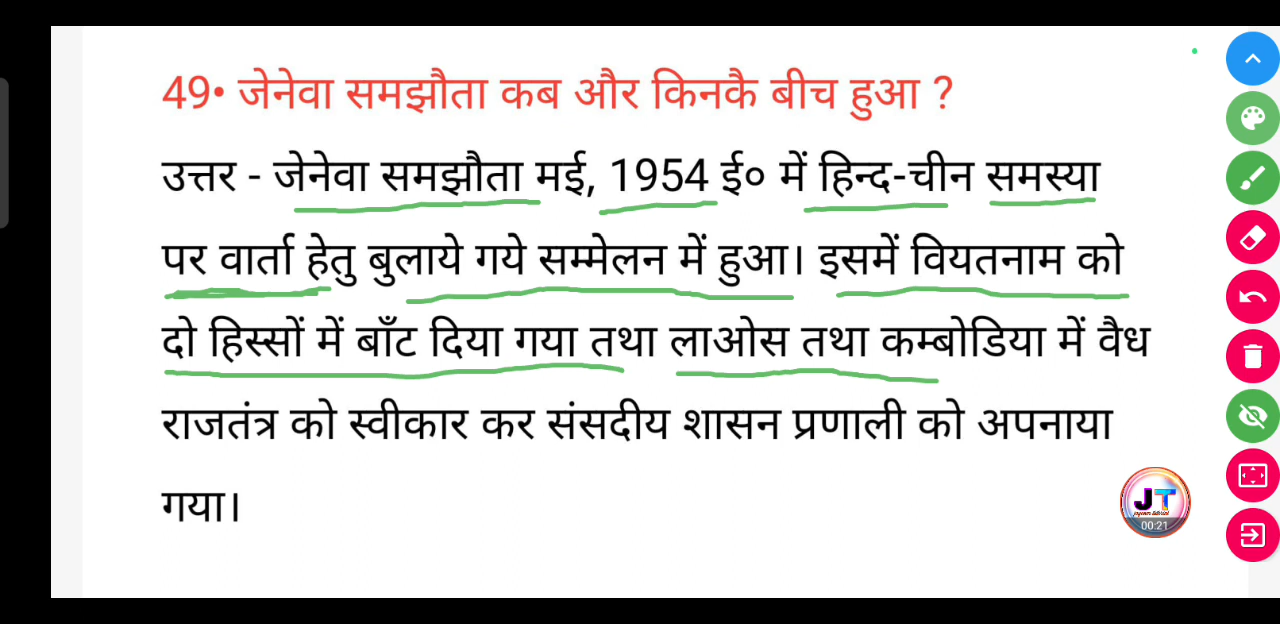 49• जेनेवा समझौता कब और किनकै बीच हुआ ?
उत्तर - जेनेवा समझौता मई, 1954 ई० में हिन्द-चीन समस्या
पर वार्ता हेतु बुलाये गये सम्मेलन में हुआ। इसमें वियतनाम को
दो हिस्सों में बाँट दिया गया तथा लाओस तथा कम्बोडिया में वैध
राजतंत्र को स्वीकार कर संसदीय शासन प्रणाली को अपनाया
गया।
JT
00:21